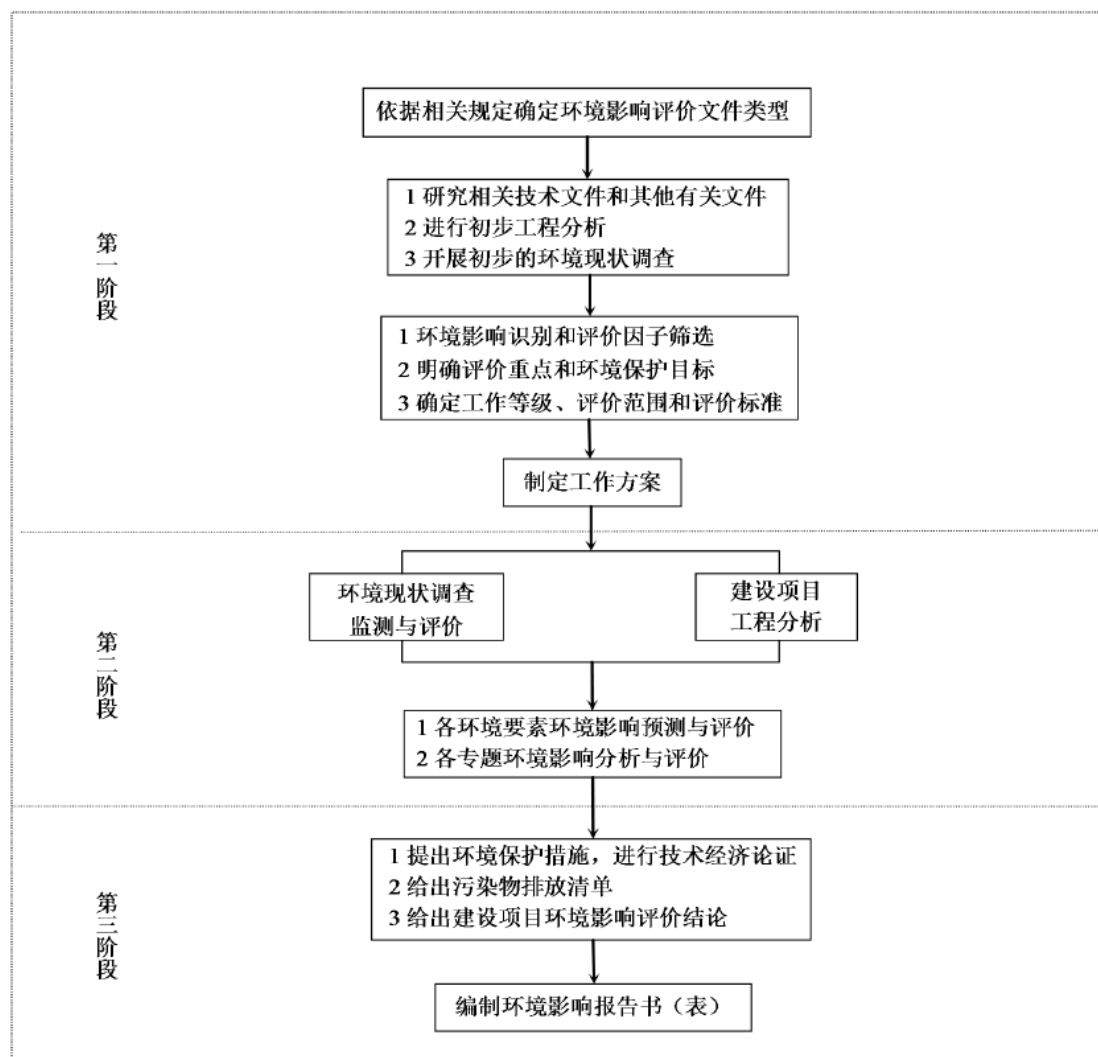 依据相关规定确定环境影响评价文件类型
1 研究相关技术文件和其他有关文件
2 进行初步工程分析
3 开展初步的环境现状调查
第一阶段
1 环境影响识别和评价因子筛选
2 明确评价重点和环境保护目标
3 确定工作等级、评价范围和评价标准
制定工作方案
环境现状调查
监测与评价
建设项目
工程分析
第二阶段
1 各环境要素环境影响预测与评价
2 各专题环境影响分析与评价
1 提出环境保护措施，进行技术经济论证
2 给出污染物排放清单
3 给出建设项目环境影响评价结论
第三阶段
编制环境影响报告书（表）